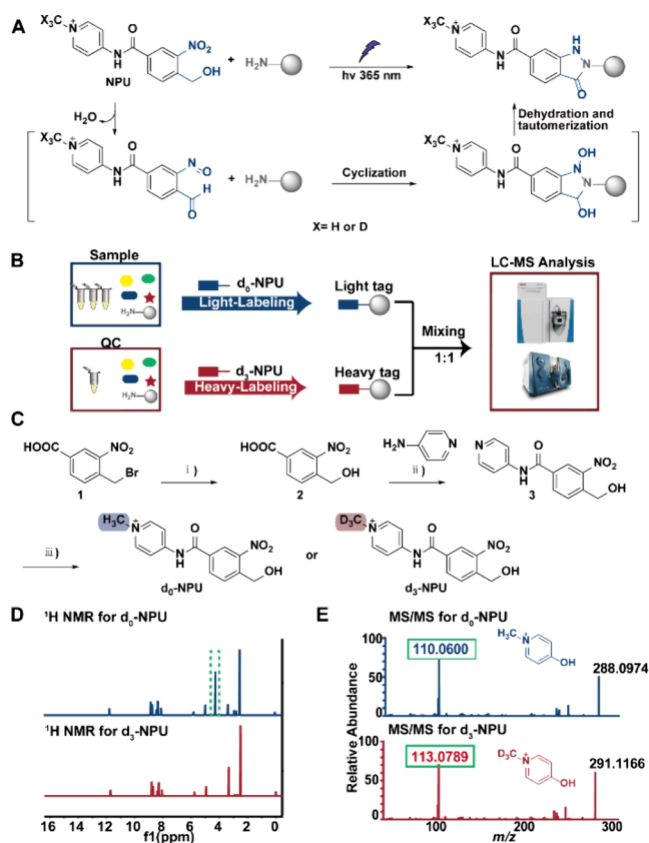 A
X₃C
N⁺
O
N
H
NO₂
OH
NPU
+
H₂N
hv 365 nm
X₃C
N⁺
O
N
H
H
N
N
O
H₂O
Dehydration and
tautomerization
X₃C
N⁺
O
N
H
N
O
H
O
+
H₂N
Cyclization
X₃C
N⁺
O
N
H
OH
N
N
OH
X= H or D
B
Sample
H₂N
d₀-NPU
Light-Labeling
Light tag
LC-MS Analysis
Mixing
1:1
QC
H₂N
d₃-NPU
Heavy-Labeling
Heavy tag
C
HOOC
NO₂
Br
1
i )
HOOC
NO₂
OH
2
H₂N
N
ii )
N
O
N
H
NO₂
OH
3
iii )
H₃C
N⁺
O
NH
NO₂
OH
d₀-NPU
or
D₃C
N⁺
O
NH
NO₂
OH
d₃-NPU
D
¹H NMR for d₀-NPU
¹H NMR for d₃-NPU
16 14 12 10 8 6 4 2 0
f1(ppm)
E
MS/MS for d₀-NPU
100
50
0
110.0600
H₃C
N⁺
OH
288.0974
MS/MS for d₃-NPU
100
50
0
113.0789
D₃C
N⁺
OH
291.1166
Relative Abundance
100 200 300
m/z